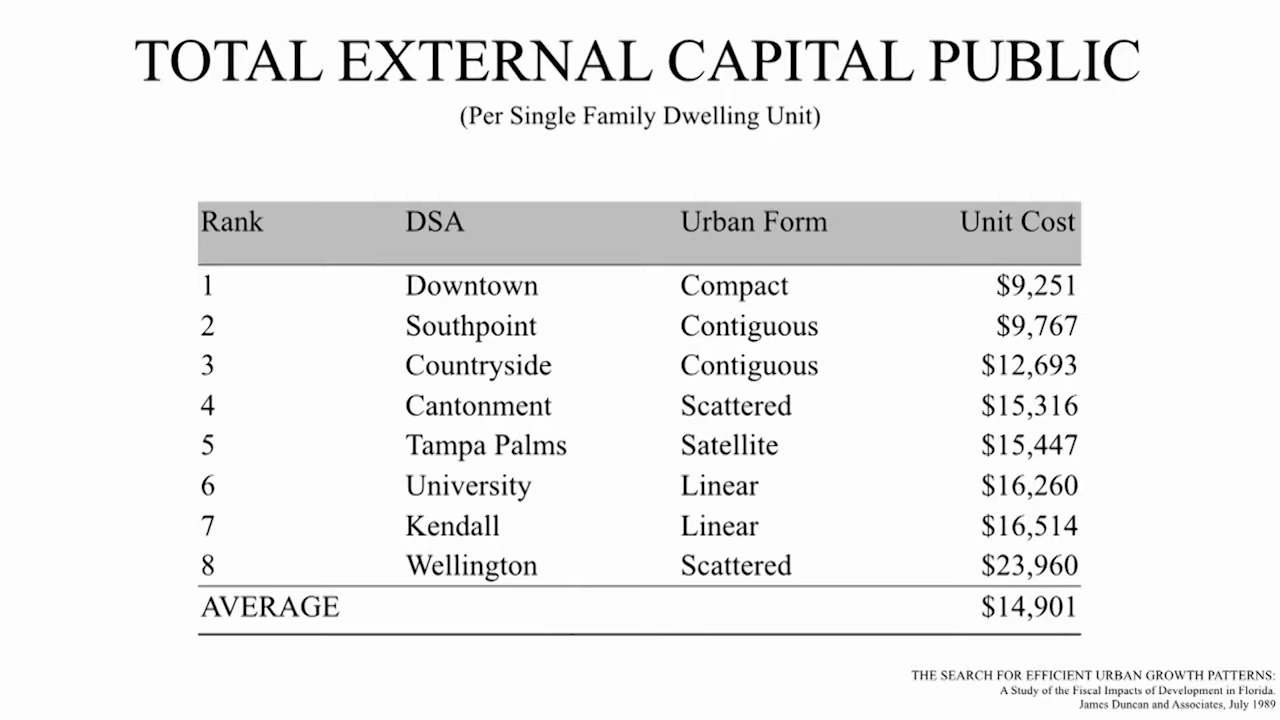 TOTAL EXTERNAL CAPITAL PUBLIC
(Per Single Family Dwelling Unit)
Rank DSA Urban Form Unit Cost
1 Downtown Compact $9,251
2 Southpoint Contiguous $9,767
3 Countryside Contiguous $12,693
4 Cantonment Scattered $15,316
5 Tampa Palms Satellite $15,447
6 University Linear $16,260
7 Kendall Linear $16,514
8 Wellington Scattered $23,960
AVERAGE $14,901
THE SEARCH FOR EFFICIENT URBAN GROWTH PATTERNS:
A Study of the Fiscal Impacts of Development in Florida.
James Duncan and Associates, July 1989